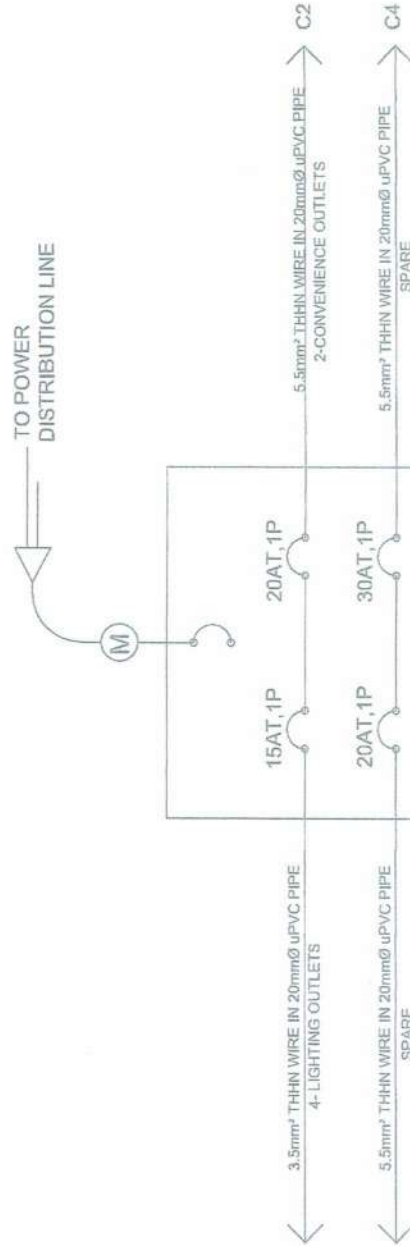 TO POWER
DISTRIBUTION LINE
M
15AT,1P
20AT,1P
3.5mm² THHN WIRE IN 20mmØ uPVC PIPE
4- LIGHTING OUTLETS
5.5mm² THHN WIRE IN 20mmØ uPVC PIPE
2-CONVENIENCE OUTLETS
C2
20AT,1P
30AT,1P
5.5mm² THHN WIRE IN 20mmØ uPVC PIPE
SPARE
5.5mm² THHN WIRE IN 20mmØ uPVC PIPE
SPARE
C4